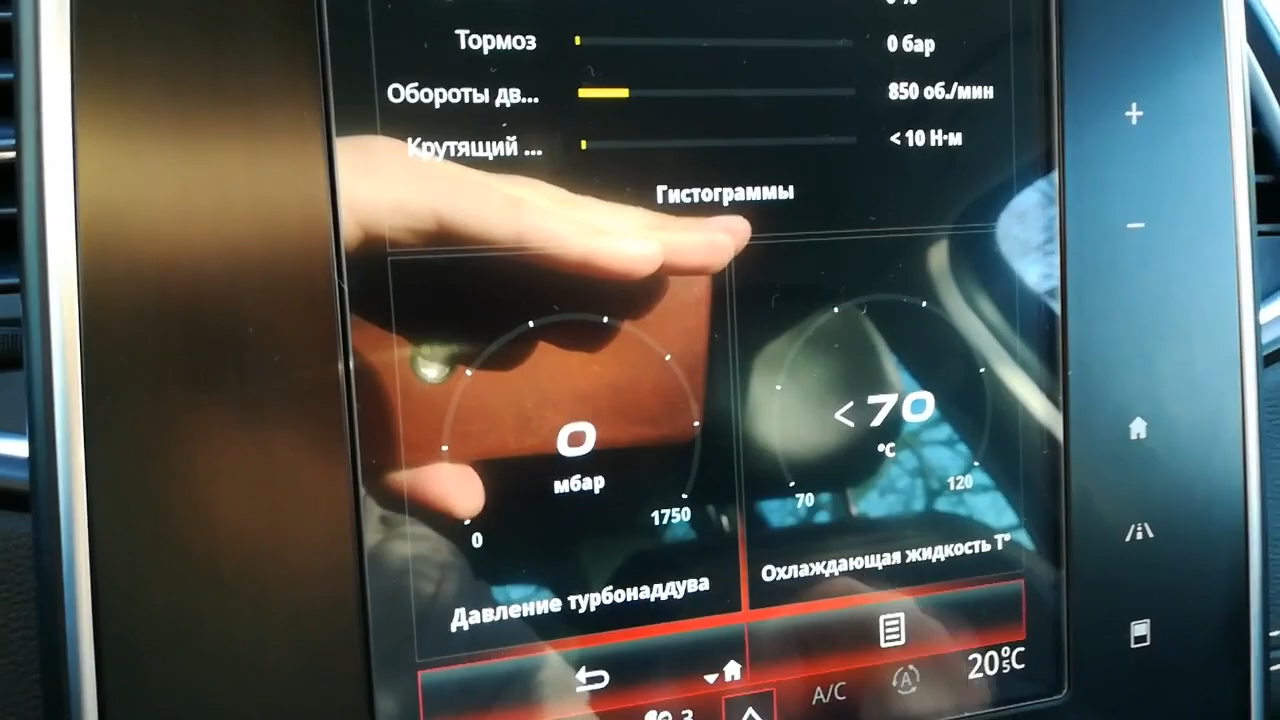 Тормоз 0 бар
Обороты дв... 850 об./мин
Крутящий ... < 10 Н·м
Гистограммы
0
мбар
0 1750
Давление турбонаддува
< 70
°C
70 120
Охлаждающая жидкость T°
A/C A 20°C
3